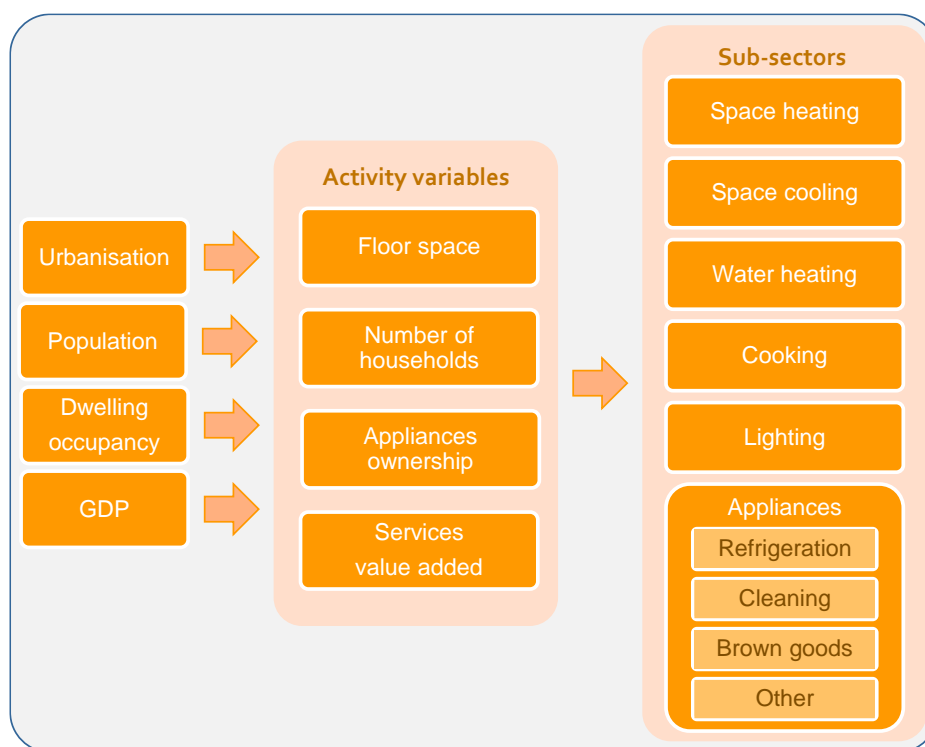 Urbanisation
Population
Dwelling
occupancy
GDP
Activity variables
Floor space
Number of
households
Appliances
ownership
Services
value added
Sub-sectors
Space heating
Space cooling
Water heating
Cooking
Lighting
Appliances
Refrigeration
Cleaning
Brown goods
Other